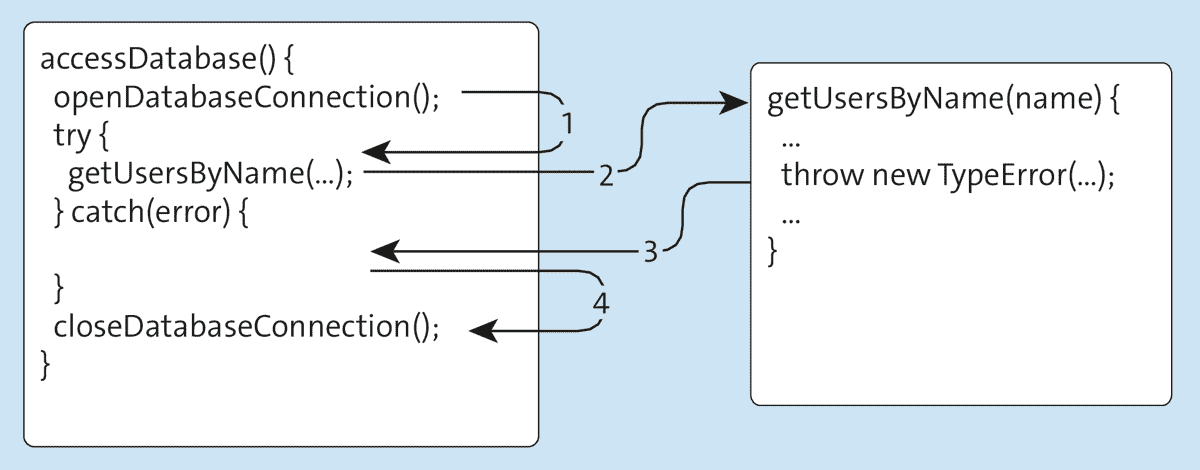 accessDatabase() {
openDatabaseConnection();
try {
getUsersByName(...);
} catch(error) {
}
closeDatabaseConnection();
}
1
2
3
4
getUsersByName(name) {
...
throw new TypeError(...);
...
}